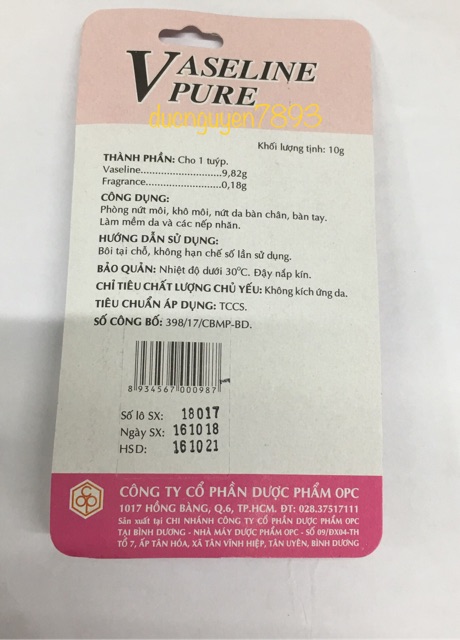 VASELINE
PURE
duonguyen7893
Khối lượng tịnh: 10g
THÀNH PHẦN: Cho 1 tuýp.
Vaseline...........................9,82g
Fragrance.........................0,18g
CÔNG DỤNG:
Phòng nứt môi, khô môi, nứt da bàn chân, bàn tay.
Làm mềm da và các nếp nhăn.
HƯỚNG DẪN SỬ DỤNG:
Bôi tại chỗ, không hạn chế số lần sử dụng.
BẢO QUẢN: Nhiệt độ dưới 30°C. Đậy nắp kín.
CHỈ TIÊU CHẤT LƯỢNG CHỦ YẾU: Không kích ứng da.
TIÊU CHUẨN ÁP DỤNG: TCCS.
SỐ CÔNG BỐ: 398/17/CBMP-BD.
8 934567 000987
Số lô SX: 18017
Ngày SX: 161018
HSD: 161021
CÔNG TY CỔ PHẦN DƯỢC PHẨM OPC
1017 HỒNG BÀNG, Q.6, TP.HCM. ĐT: 028.37517111
Sản xuất tại CHI NHÁNH CÔNG TY CỔ PHẦN DƯỢC PHẨM OPC
TẠI BÌNH DƯƠNG - NHÀ MÁY DƯỢC PHẨM OPC - SỐ 09/ĐX04-TH
TỔ 7, ẤP TÂN HÓA, XÃ TÂN VĨNH HIỆP, TÂN UYÊN, BÌNH DƯƠNG